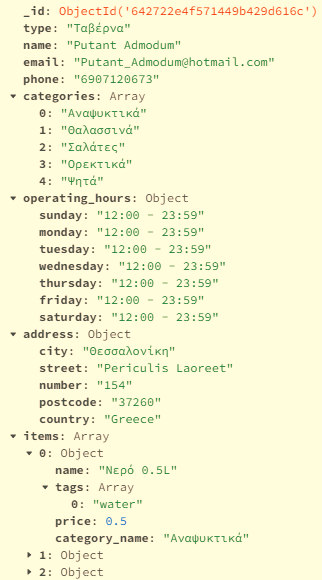 _id: ObjectId('642722e4f571449b429d616c')
type: "Ταβέρνα"
name: "Putant Admodum"
email: "Putant_Admodum@hotmail.com"
phone: "6907120673"
categories: Array
0: "Αναψυκτικά"
1: "Θαλασσινά"
2: "Σαλάτες"
3: "Ορεκτικά"
4: "Ψητά"
operating_hours: Object
sunday: "12:00 - 23:59"
monday: "12:00 - 23:59"
tuesday: "12:00 - 23:59"
wednesday: "12:00 - 23:59"
thursday: "12:00 - 23:59"
friday: "12:00 - 23:59"
saturday: "12:00 - 23:59"
address: Object
city: "Θεσσαλονίκη"
street: "Periculis Laoreet"
number: "154"
postcode: "37260"
country: "Greece"
items: Array
0: Object
name: "Νερό 0.5L"
tags: Array
0: "water"
price: 0.5
category_name: "Αναψυκτικά"
1: Object
2: Object